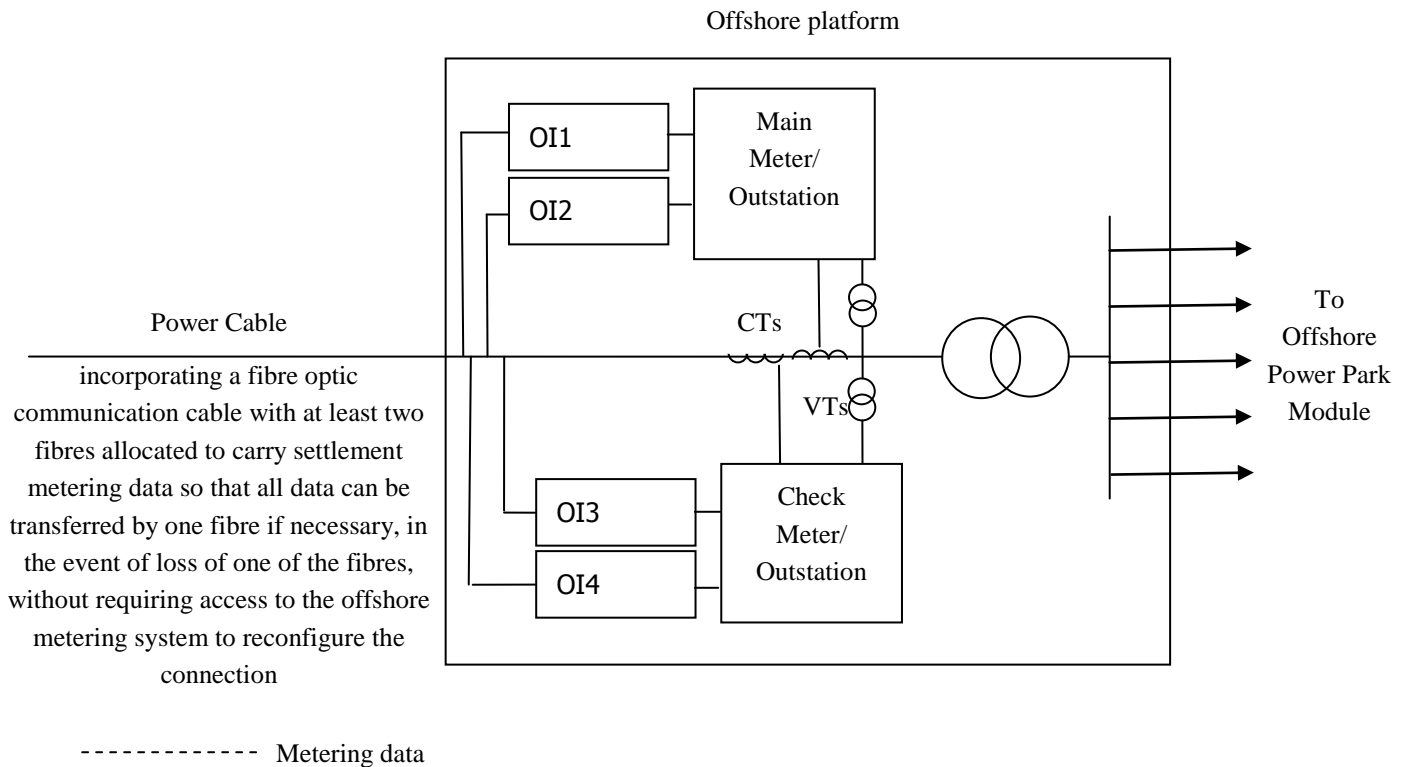 Offshore platform
OI1
OI2
Main
Meter/
Outstation
Power Cable
incorporating a fibre optic
communication cable with at least two
fibres allocated to carry settlement
metering data so that all data can be
transferred by one fibre if necessary, in
the event of loss of one of the fibres,
without requiring access to the offshore
metering system to reconfigure the
connection
CTs
VTs
To
Offshore
Power Park
Module
OI3
OI4
Check
Meter/
Outstation
Metering data